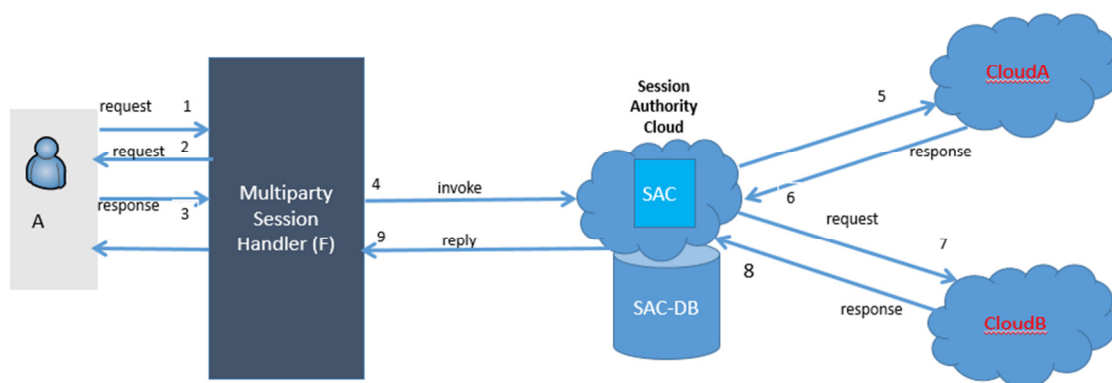 request 1
request 2
response 3
A
Multiparty
Session
Handler (F)
4 invoke
9 reply
Session
Authority
Cloud
SAC
SAC-DB
5
response
6
request
7
8
response
CloudA
CloudB